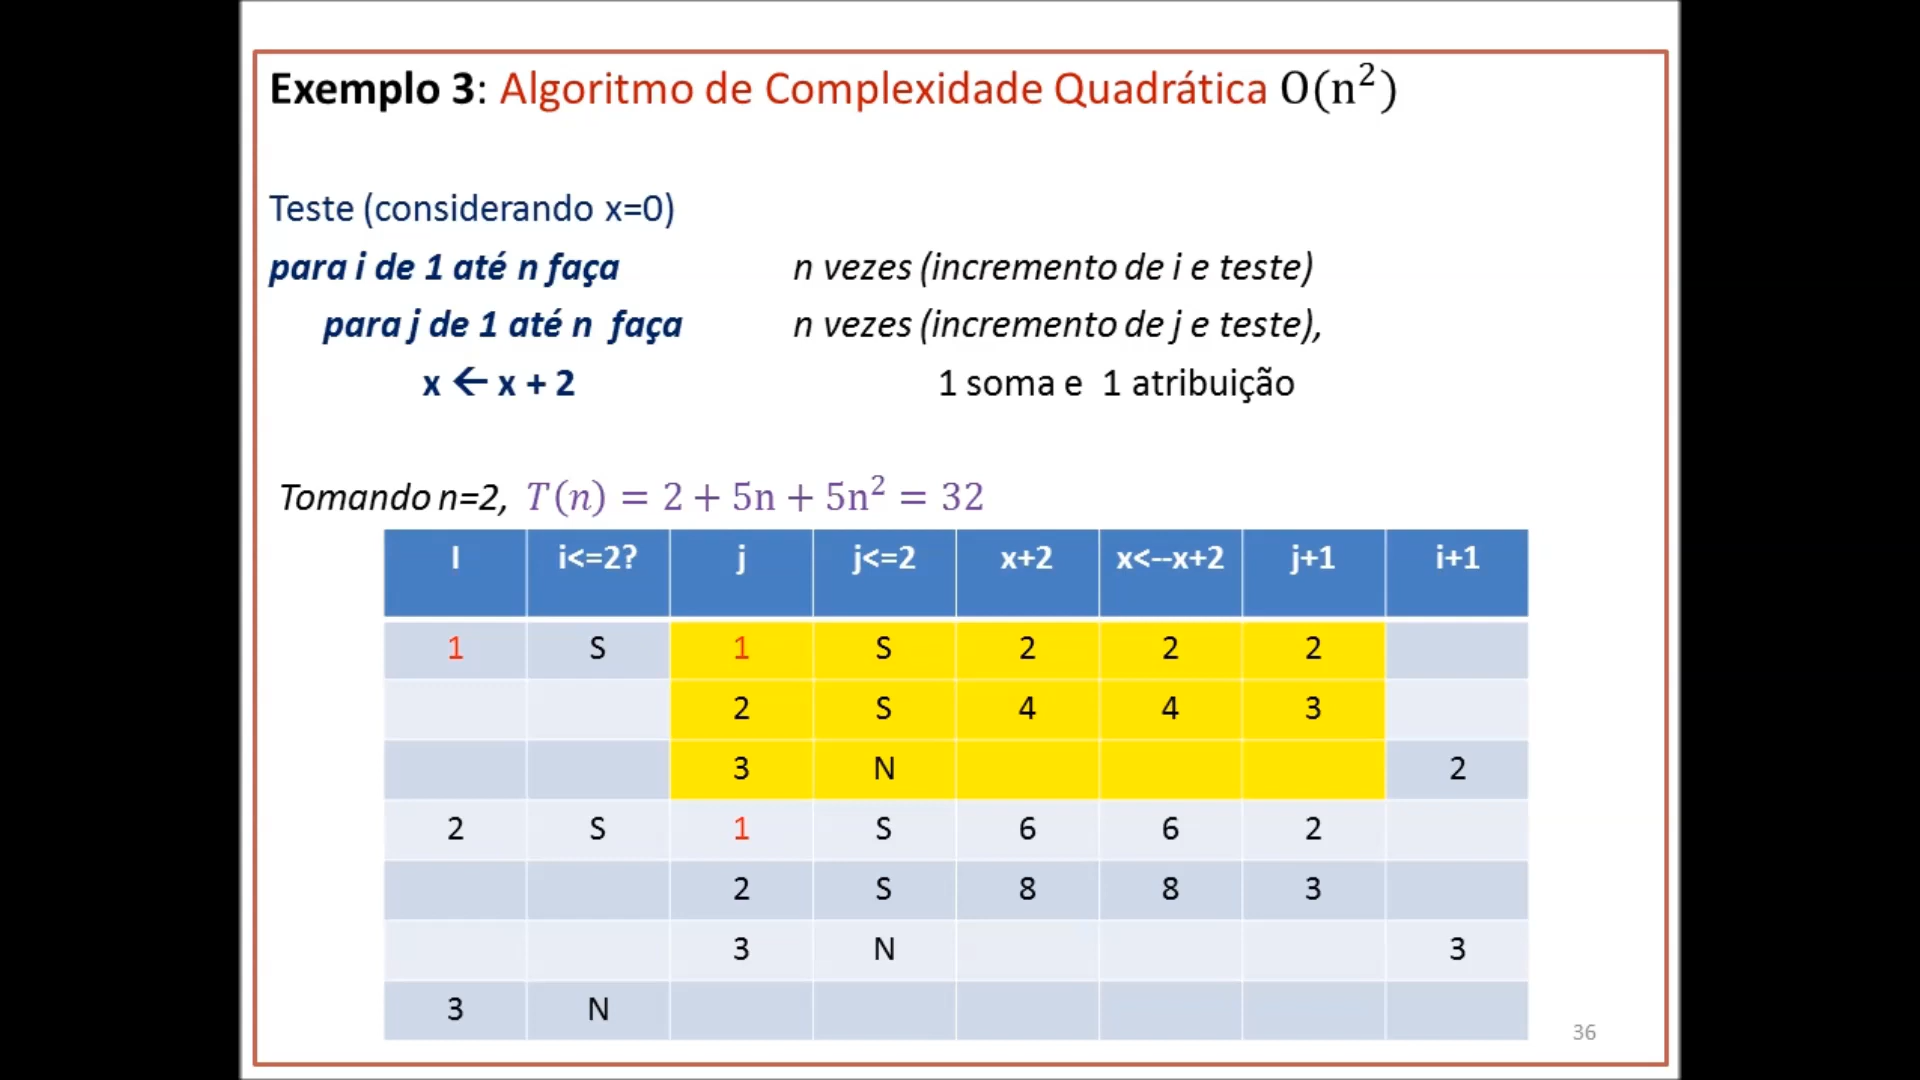 Exemplo 3: Algoritmo de Complexidade Quadrática O(n²)
Teste (considerando x=0)
para i de 1 até n faça n vezes (incremento de i e teste)
para j de 1 até n faça n vezes (incremento de j e teste),
x ← x + 2 1 soma e 1 atribuição
Tomando n=2, T(n) = 2 + 5n + 5n² = 32
I i<=2? j j<=2 x+2 x<--x+2 j+1 i+1
1 S 1 S 2 2 2
2 S 4 4 3
3 N 2
2 S 1 S 6 6 2
2 S 8 8 3
3 N 3
3 N
36